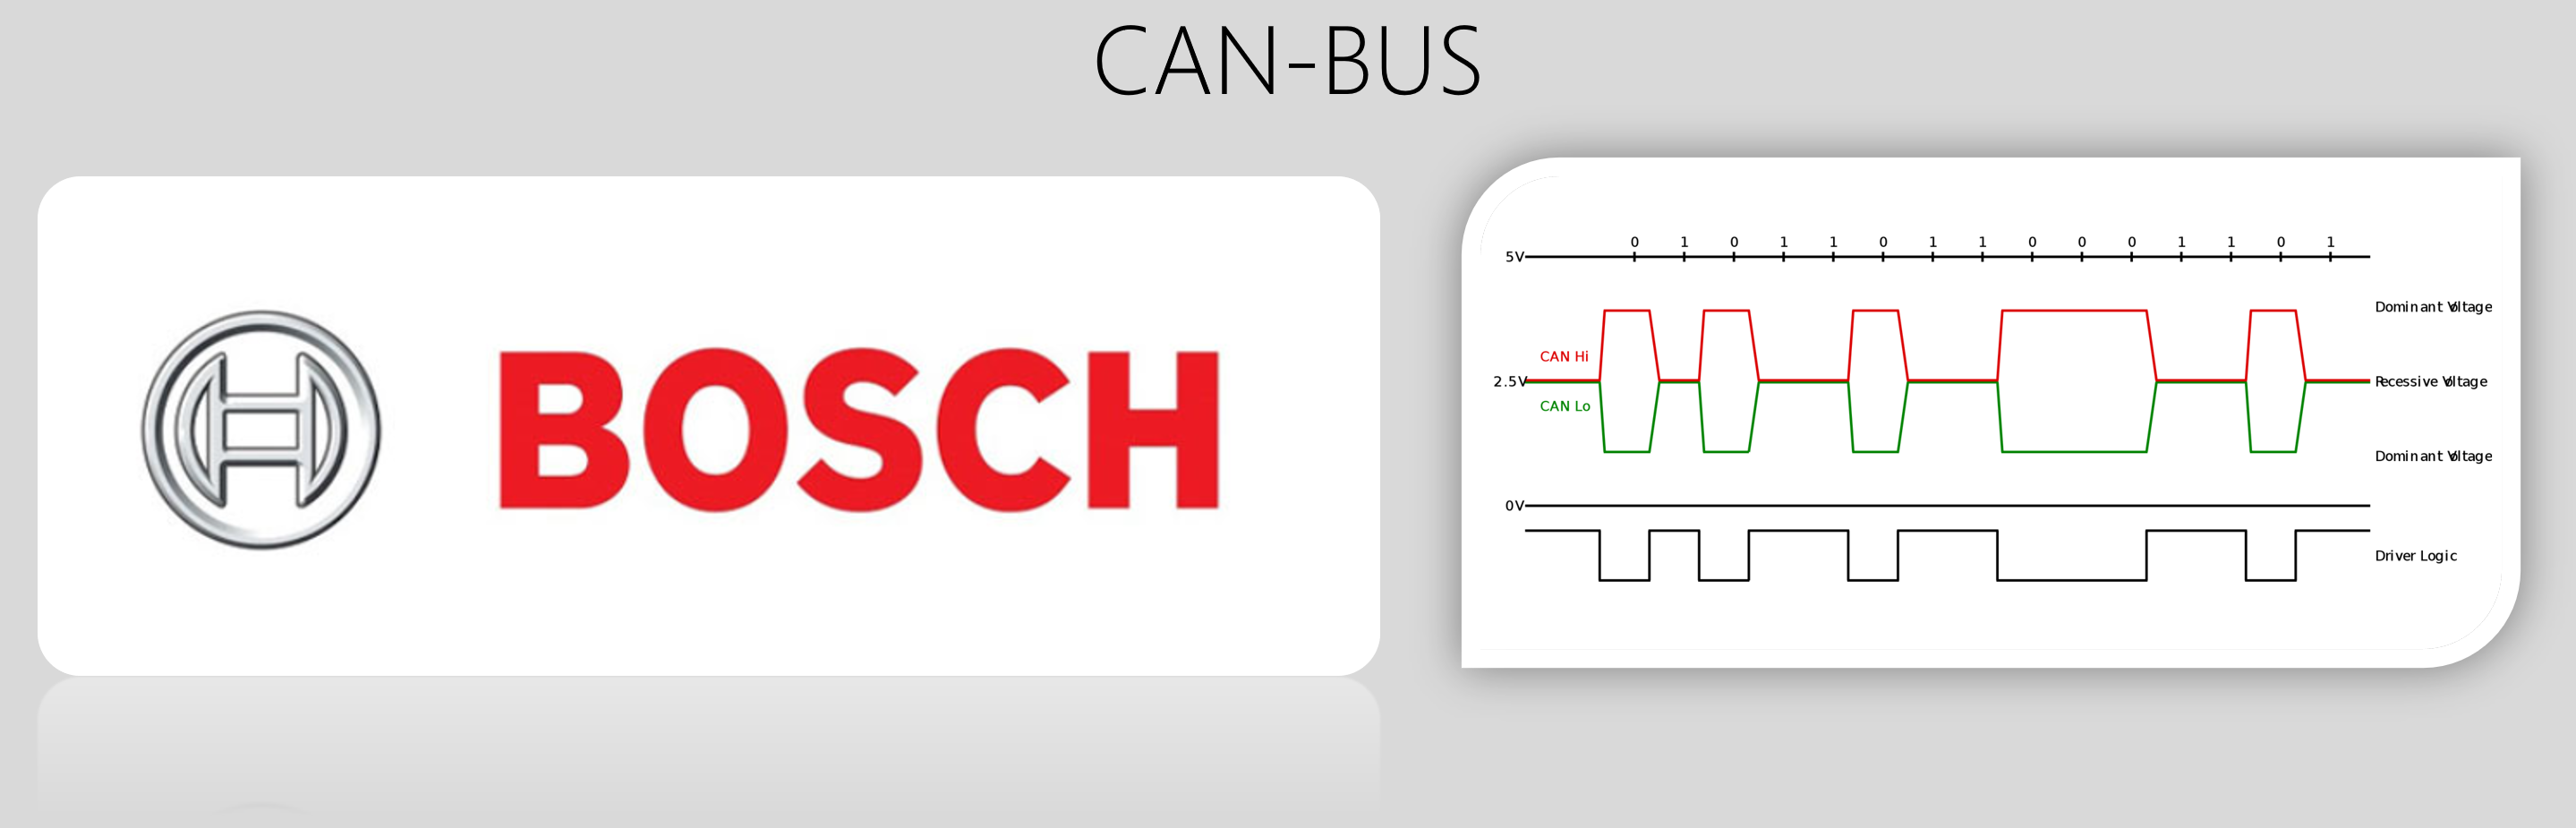 CAN-BUS
BOSCH
0 1 0 1 1 0 1 1 0 0 0 1 1 0 1
5V
Dominant Voltage
CAN Hi
2.5V
Recessive Voltage
CAN Lo
Dominant Voltage
0V
Driver Logic